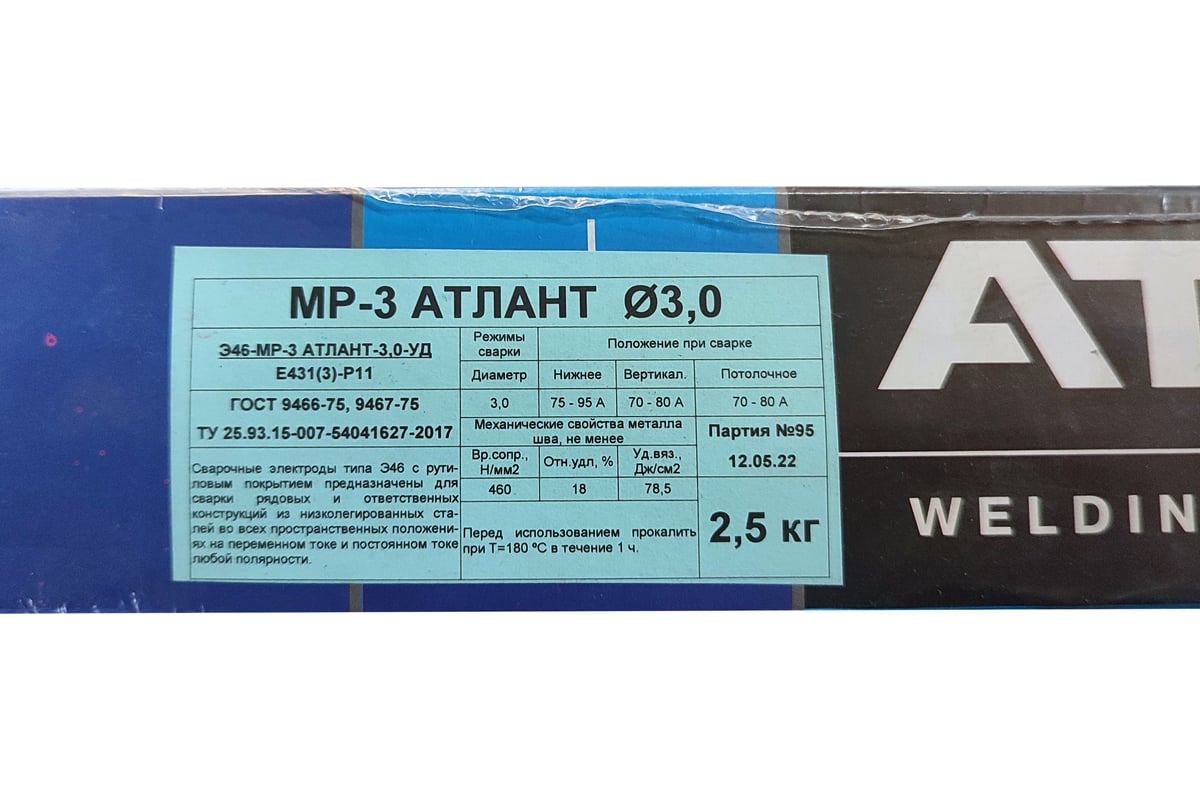 МР-3 АТЛАНТ Ø3,0
Э46-МР-3 АТЛАНТ-3,0-УД
Е431(3)-Р11
ГОСТ 9466-75, 9467-75
ТУ 25.93.15-007-54041627-2017
Сварочные электроды типа Э46 с рути-
ловым покрытием предназначены для
сварки рядовых и ответственных
конструкций из низколегированных ста-
лей во всех пространственных положени-
ях на переменном токе и постоянном токе
любой полярности.
Режимы
сварки
Положение при сварке
Диаметр Нижнее Вертикал. Потолочное
3,0 75 - 95 А 70 - 80 А 70 - 80 А
Механические свойства металла
шва, не менее
Вр.сопр.,
Н/мм2
Отн.удл, %
Уд.вяз.,
Дж/см2
460 18 78,5
Перед использованием прокалить
при Т=180 ºС в течение 1 ч.
Партия №95
12.05.22
2,5 кг
AT
WELDIN